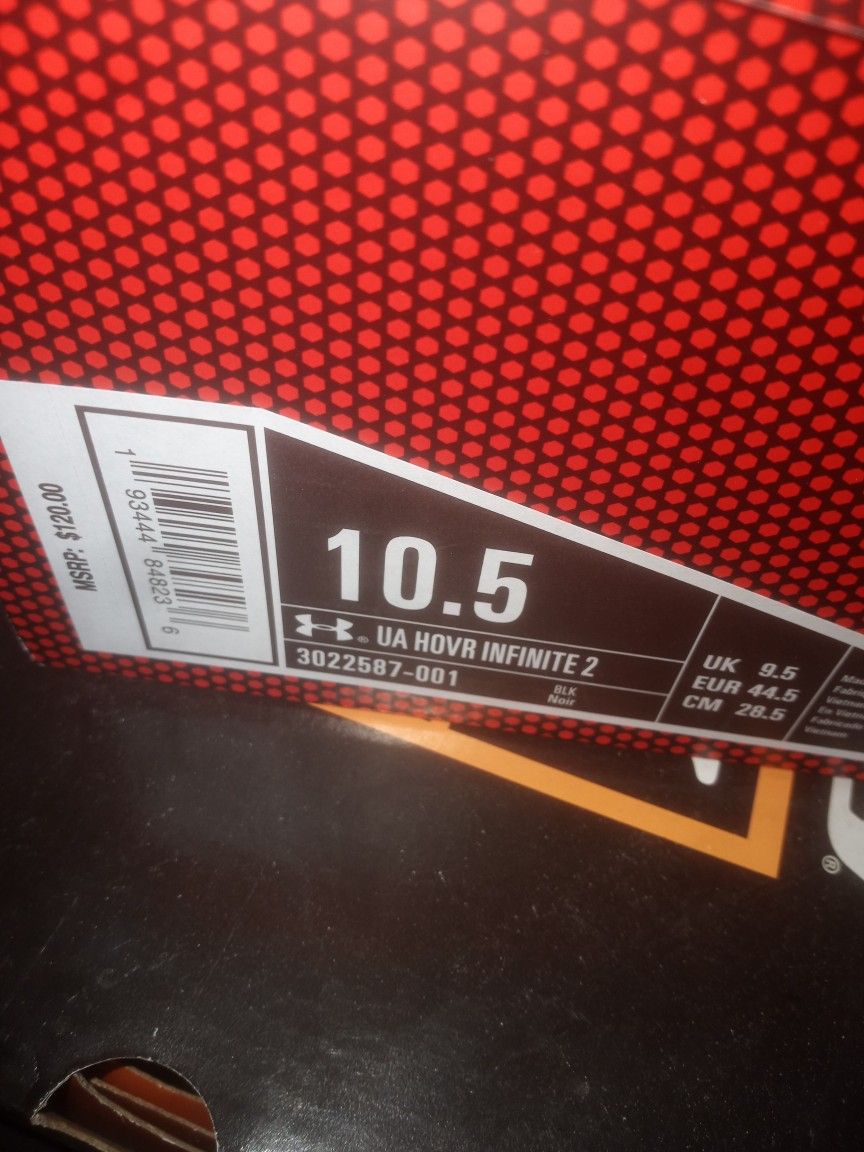 MSRP: $120.00
1 93444 84823 6
10.5
® UA HOVR INFINITE 2
3022587-001
BLK
Noir
UK 9.5
EUR 44.5
CM 28.5
Vietnam
®